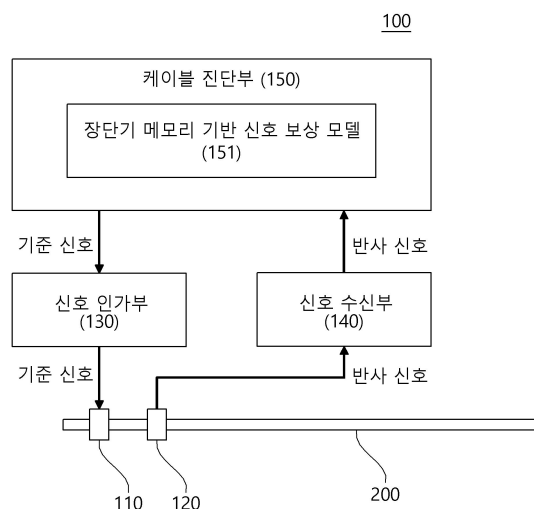 100
케이블 진단부 (150)
장단기 메모리 기반 신호 보상 모델
(151)
기준 신호
반사 신호
신호 인가부
(130)
신호 수신부
(140)
기준 신호
반사 신호
110
120
200